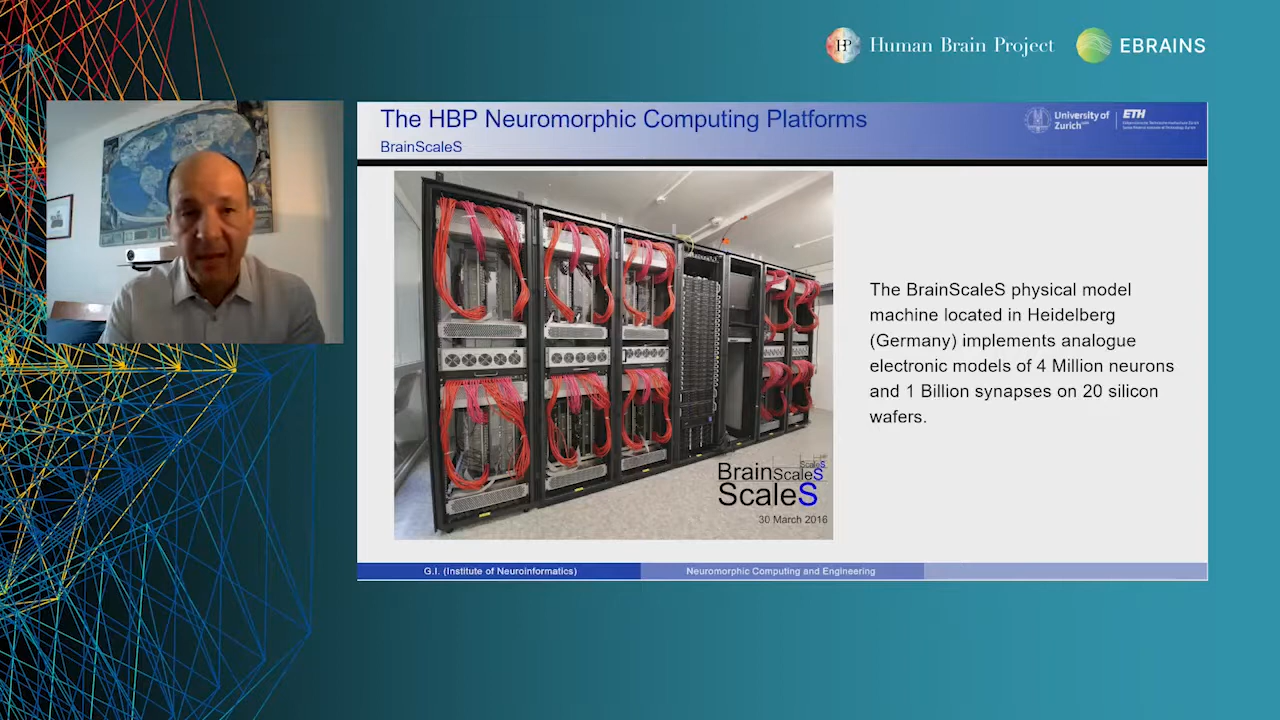 HP Human Brain Project
EBRAINS
The HBP Neuromorphic Computing Platforms
BrainScaleS
University of
Zurich
ETH
The BrainScaleS physical model
machine located in Heidelberg
(Germany) implements analogue
electronic models of 4 Million neurons
and 1 Billion synapses on 20 silicon
wafers.
BrainScaleS
ScaleS
ScaleS
30 March 2016
G.I. (Institute of Neuroinformatics)
Neuromorphic Computing and Engineering